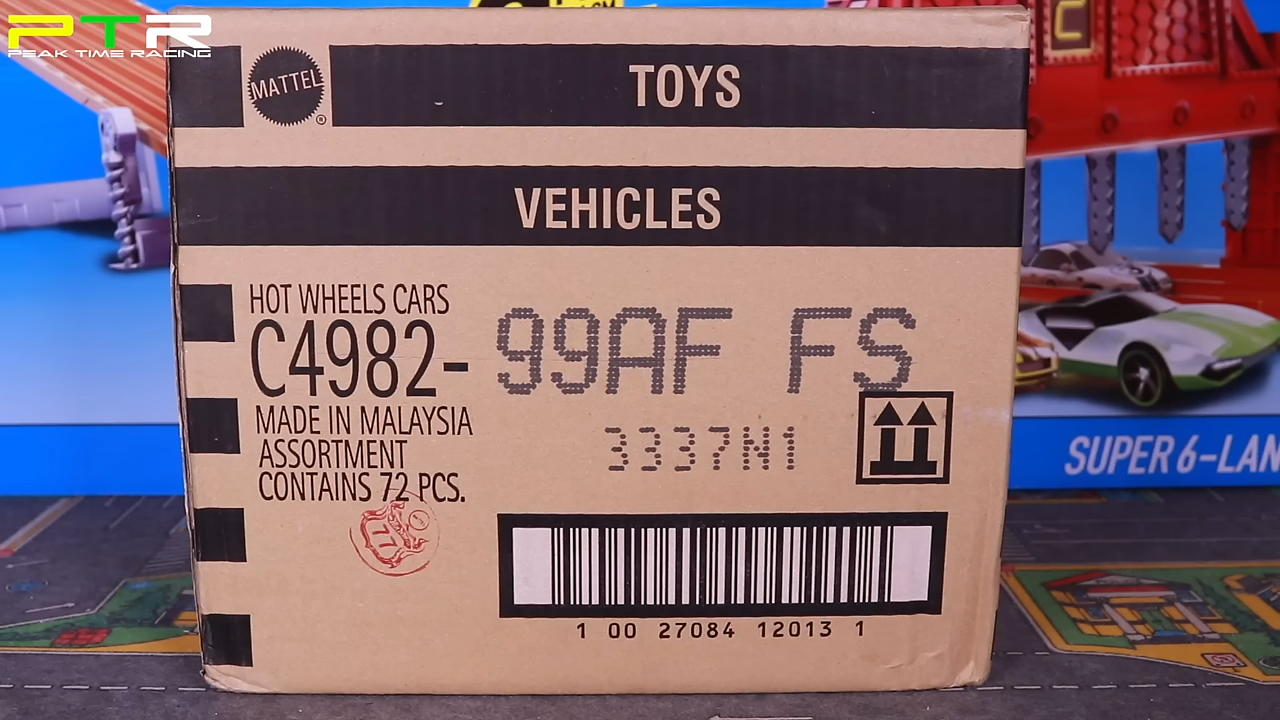 PTR
PEAK TIME RACING
MATTEL
®
TOYS
VEHICLES
HOT WHEELS CARS
C4982- 99AF FS
MADE IN MALAYSIA
3337N1
ASSORTMENT
CONTAINS 72 PCS.
77
1 00 27084 12013 1
SUPER 6-LAN